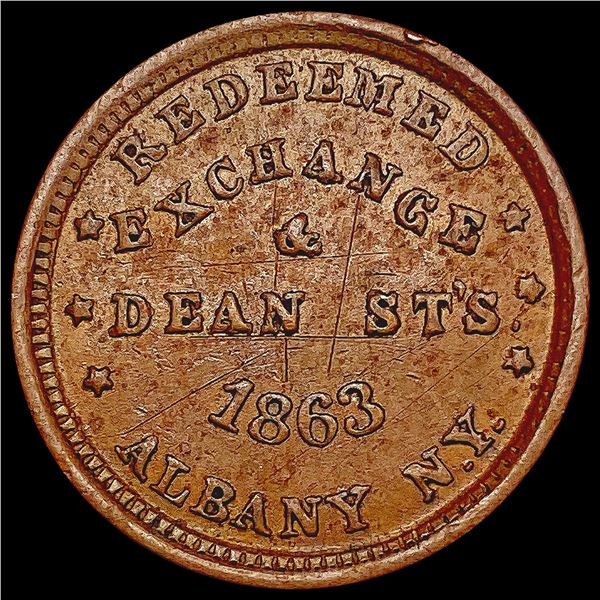 REDEEMED
EXCHANGE
&
DEAN ST'S.
1863
ALBANY N.Y.